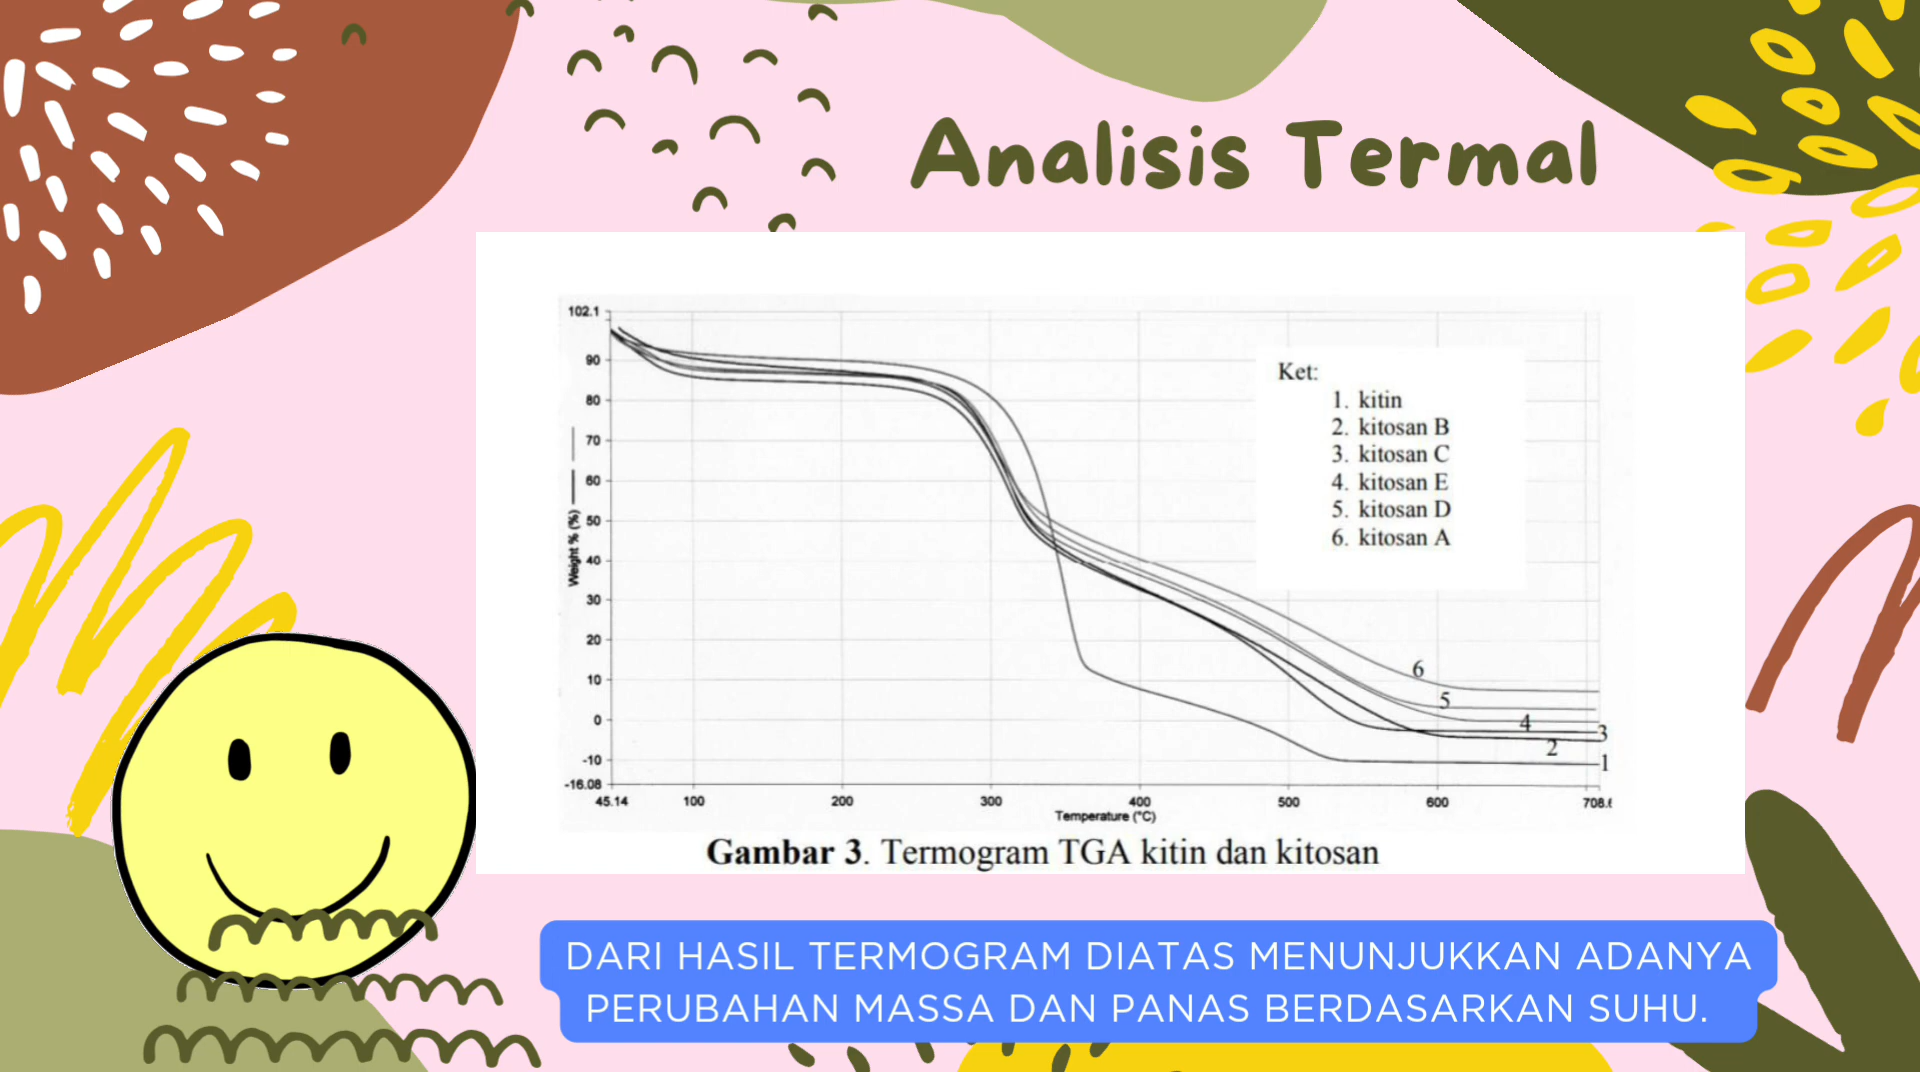 Analisis Termal
102.1
90
80
70
60
50
40
30
20
10
0
-10
-16.08
Weight % (%)
45.14 100 200 300 400 500 600 708.6
Temperature (°C)
Ket:
1. kitin
2. kitosan B
3. kitosan C
4. kitosan E
5. kitosan D
6. kitosan A
6
5
4
3
2
1
Gambar 3. Termogram TGA kitin dan kitosan
DARI HASIL TERMOGRAM DIATAS MENUNJUKKAN ADANYA
PERUBAHAN MASSA DAN PANAS BERDASARKAN SUHU.